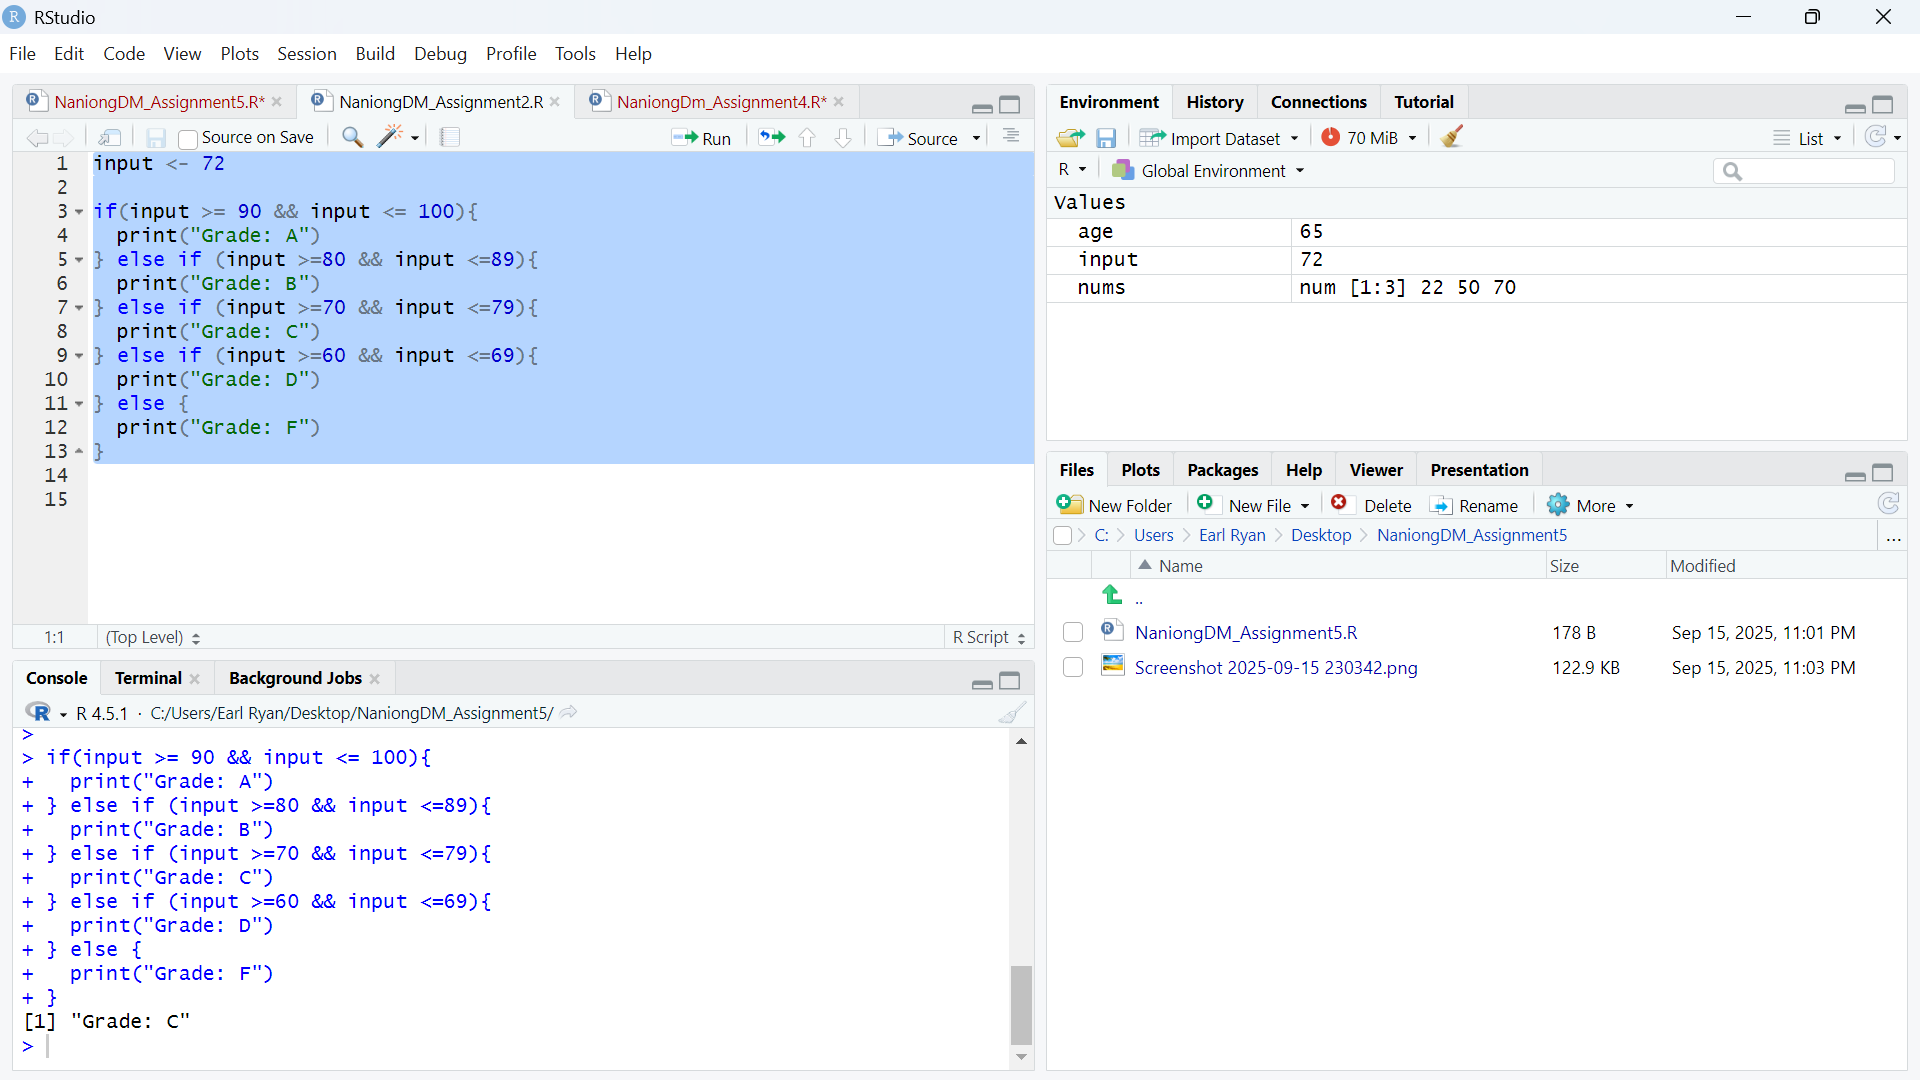 RStudio
File Edit Code View Plots Session Build Debug Profile Tools Help
NaniongDM_Assignment5.R* NaniongDM_Assignment2.R NaniongDm_Assignment4.R*
Source on Save Run Source
1 input <- 72
2
3 if(input >= 90 && input <= 100){
4   print("Grade: A")
5 } else if (input >=80 && input <=89){
6   print("Grade: B")
7 } else if (input >=70 && input <=79){
8   print("Grade: C")
9 } else if (input >=60 && input <=69){
10   print("Grade: D")
11 } else {
12   print("Grade: F")
13 }
14
15
1:1 (Top Level) R Script
Console Terminal Background Jobs
R 4.5.1 · C:/Users/Earl Ryan/Desktop/NaniongDM_Assignment5/
>
> if(input >= 90 && input <= 100){
+   print("Grade: A")
+ } else if (input >=80 && input <=89){
+   print("Grade: B")
+ } else if (input >=70 && input <=79){
+   print("Grade: C")
+ } else if (input >=60 && input <=69){
+   print("Grade: D")
+ } else {
+   print("Grade: F")
+ }
[1] "Grade: C"
>
Environment History Connections Tutorial
Import Dataset 70 MiB List
R Global Environment
Values
age 65
input 72
nums num [1:3] 22 50 70
Files Plots Packages Help Viewer Presentation
New Folder New File Delete Rename More
C: Users Earl Ryan Desktop NaniongDM_Assignment5 ...
Name Size Modified
..
NaniongDM_Assignment5.R 178 B Sep 15, 2025, 11:01 PM
Screenshot 2025-09-15 230342.png 122.9 KB Sep 15, 2025, 11:03 PM